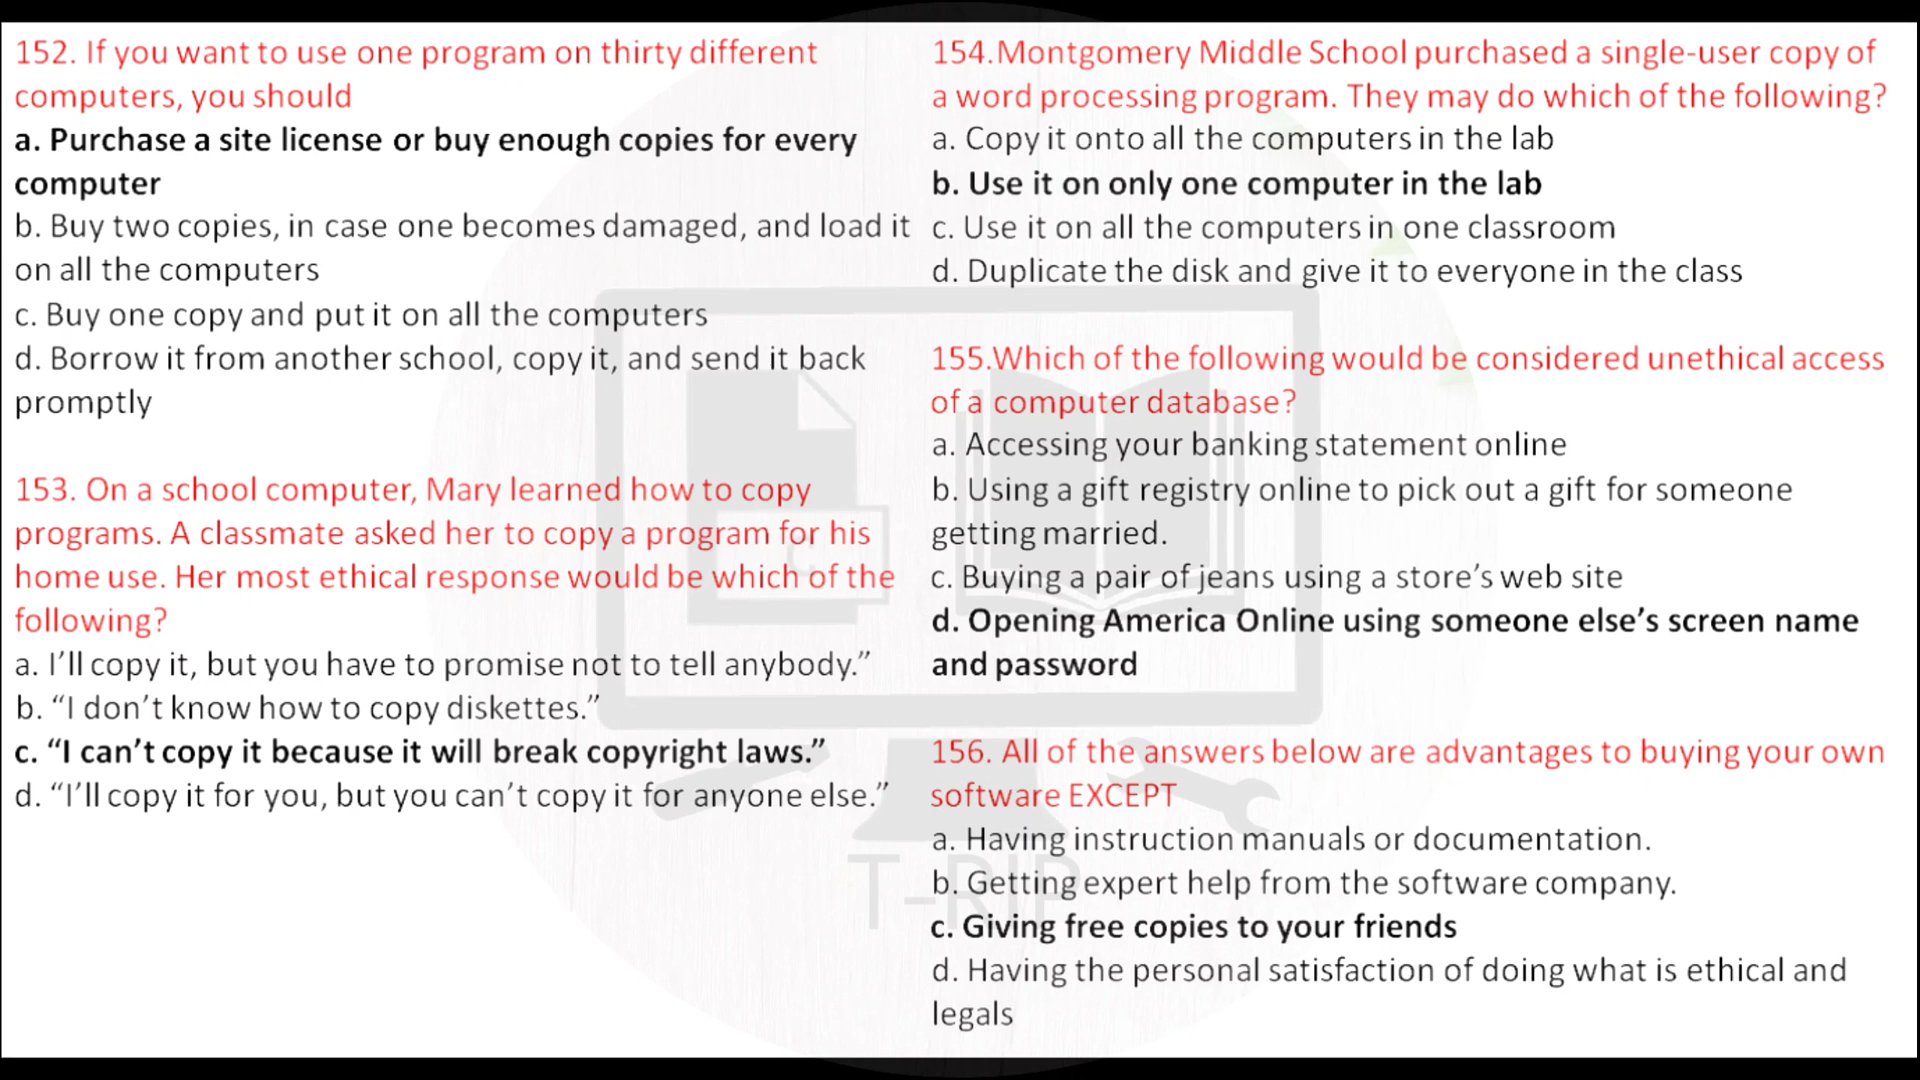 152. If you want to use one program on thirty different
computers, you should
a. Purchase a site license or buy enough copies for every
computer
b. Buy two copies, in case one becomes damaged, and load it
on all the computers
c. Buy one copy and put it on all the computers
d. Borrow it from another school, copy it, and send it back
promptly
153. On a school computer, Mary learned how to copy
programs. A classmate asked her to copy a program for his
home use. Her most ethical response would be which of the
following?
a. I’ll copy it, but you have to promise not to tell anybody.”
b. “I don’t know how to copy diskettes.”
c. “I can’t copy it because it will break copyright laws.”
d. “I’ll copy it for you, but you can’t copy it for anyone else.”
154.Montgomery Middle School purchased a single-user copy of
a word processing program. They may do which of the following?
a. Copy it onto all the computers in the lab
b. Use it on only one computer in the lab
c. Use it on all the computers in one classroom
d. Duplicate the disk and give it to everyone in the class
155.Which of the following would be considered unethical access
of a computer database?
a. Accessing your banking statement online
b. Using a gift registry online to pick out a gift for someone
getting married.
c. Buying a pair of jeans using a store’s web site
d. Opening America Online using someone else’s screen name
and password
156. All of the answers below are advantages to buying your own
software EXCEPT
a. Having instruction manuals or documentation.
b. Getting expert help from the software company.
c. Giving free copies to your friends
d. Having the personal satisfaction of doing what is ethical and
legals
T-RIP